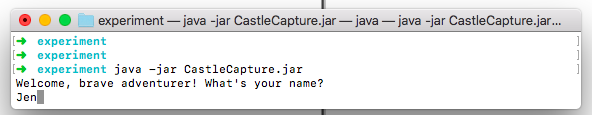 experiment — java -jar CastleCapture.jar — java — java -jar CastleCapture.jar...
[➜ experiment ]
[➜ experiment ]
[➜ experiment java -jar CastleCapture.jar ]
Welcome, brave adventurer! What's your name?
Jen